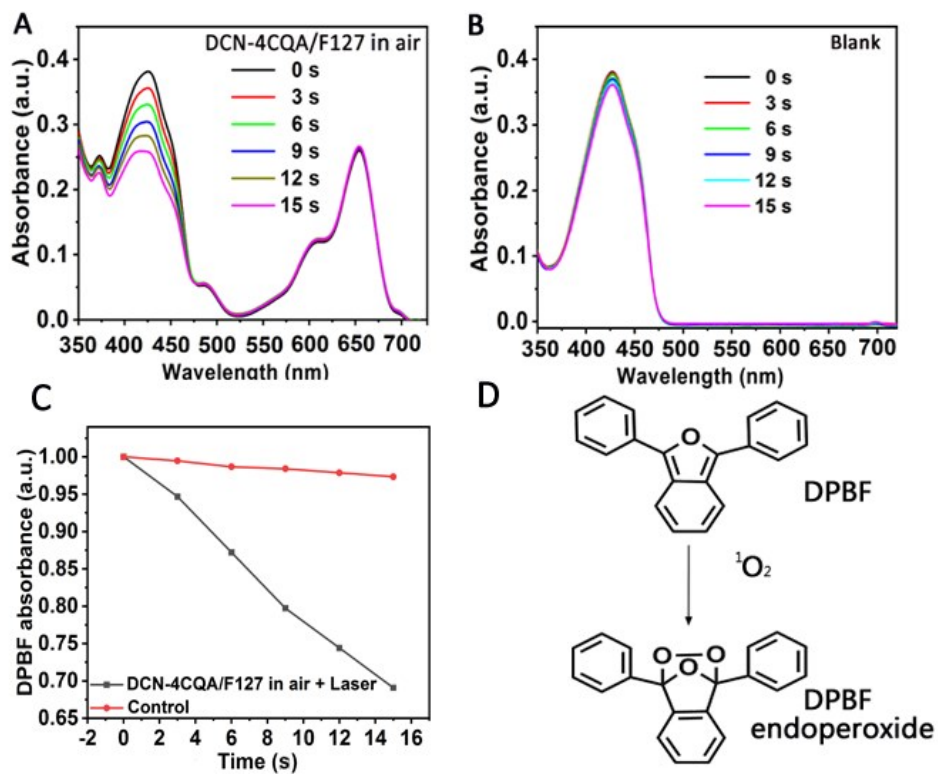 A
DCN-4CQA/F127 in air
0 s
3 s
6 s
9 s
12 s
15 s
0.4
0.3
0.2
0.1
0.0
Absorbance (a.u.)
350 400 450 500 550 600 650 700
Wavelength (nm)
B
Blank
0 s
3 s
6 s
9 s
12 s
15 s
0.4
0.3
0.2
0.1
0.0
Absorbance (a.u.)
350 400 450 500 550 600 650 700
Wavelength (nm)
C
1.00
0.95
0.90
0.85
0.80
0.75
0.70
0.65
DPBF absorbance (a.u.)
DCN-4CQA/F127 in air + Laser
Control
-2 0 2 4 6 8 10 12 14 16
Time (s)
D
O
DPBF
¹O₂
O O
O
DPBF
endoperoxide